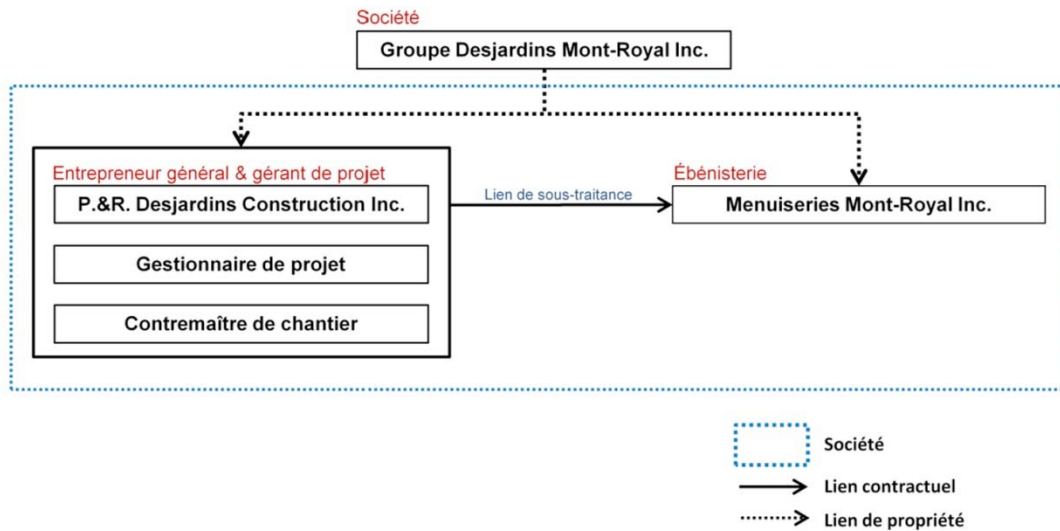 Société
Groupe Desjardins Mont-Royal Inc.
Entrepreneur général & gérant de projet
P.&R. Desjardins Construction Inc.
Gestionnaire de projet
Contremaître de chantier
Lien de sous-traitance
Ébénisterie
Menuiseries Mont-Royal Inc.
Société
Lien contractuel
Lien de propriété